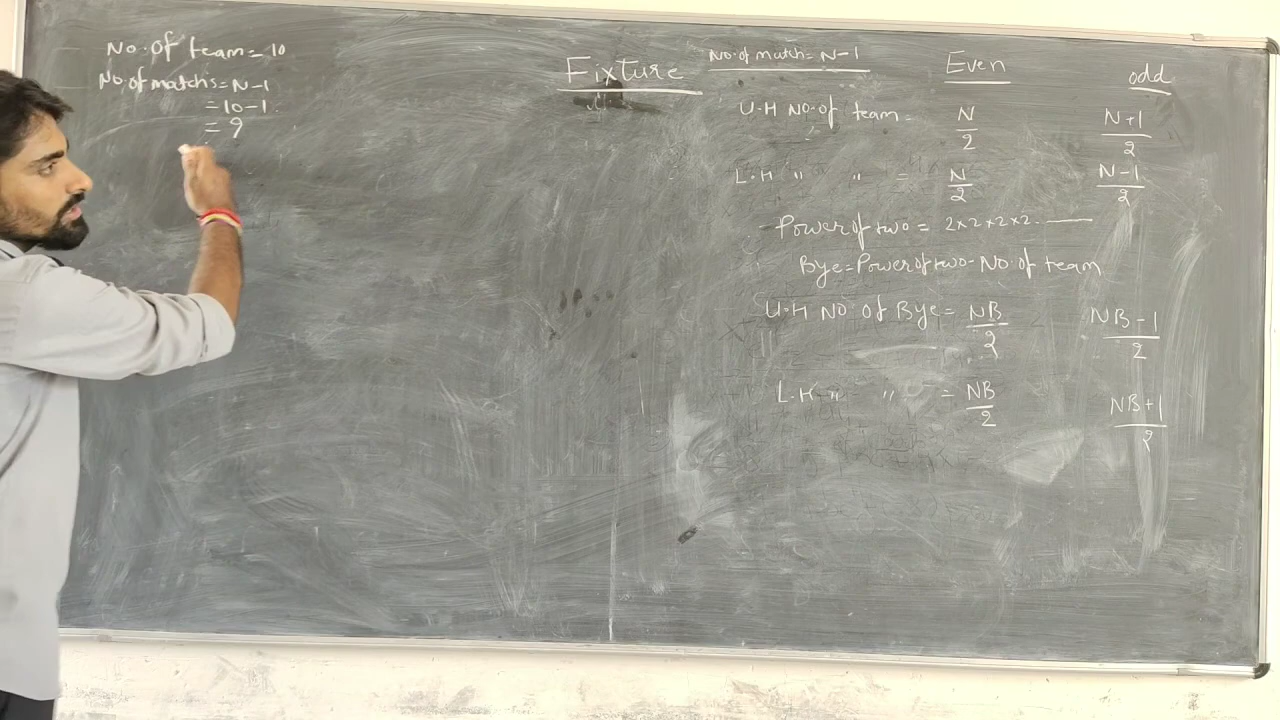 No. of team = 10
No. of matchs = N-1
= 10-1
= 9
Fixture
No. of match = N-1
Even
odd
U.H No. of team = N/2 N+1/2
L.H " " = N/2 N-1/2
Power of two = 2x2x2x2.——
Bye = Power of two - No. of team
U.H No of Bye = NB/2 NB-1/2
L.H " " = NB/2 NB+1/2